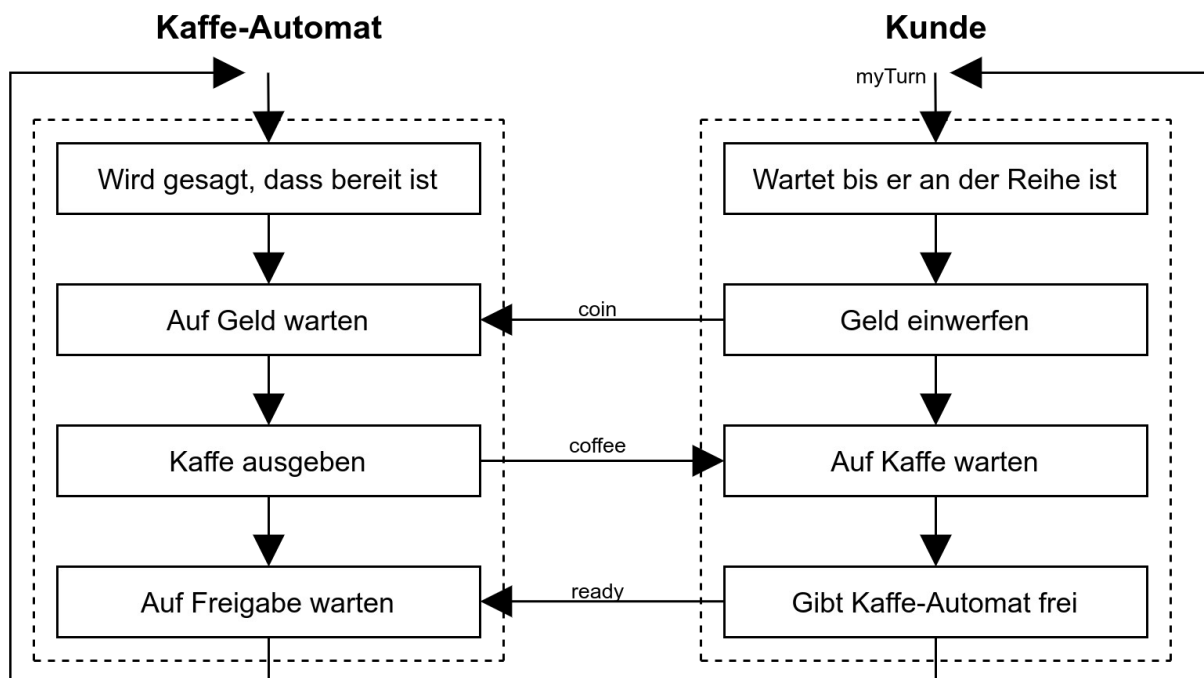 Kaffe-Automat
Kunde
myTurn
Wird gesagt, dass bereit ist
Wartet bis er an der Reihe ist
Auf Geld warten
coin
Geld einwerfen
Kaffe ausgeben
coffee
Auf Kaffe warten
Auf Freigabe warten
ready
Gibt Kaffe-Automat frei